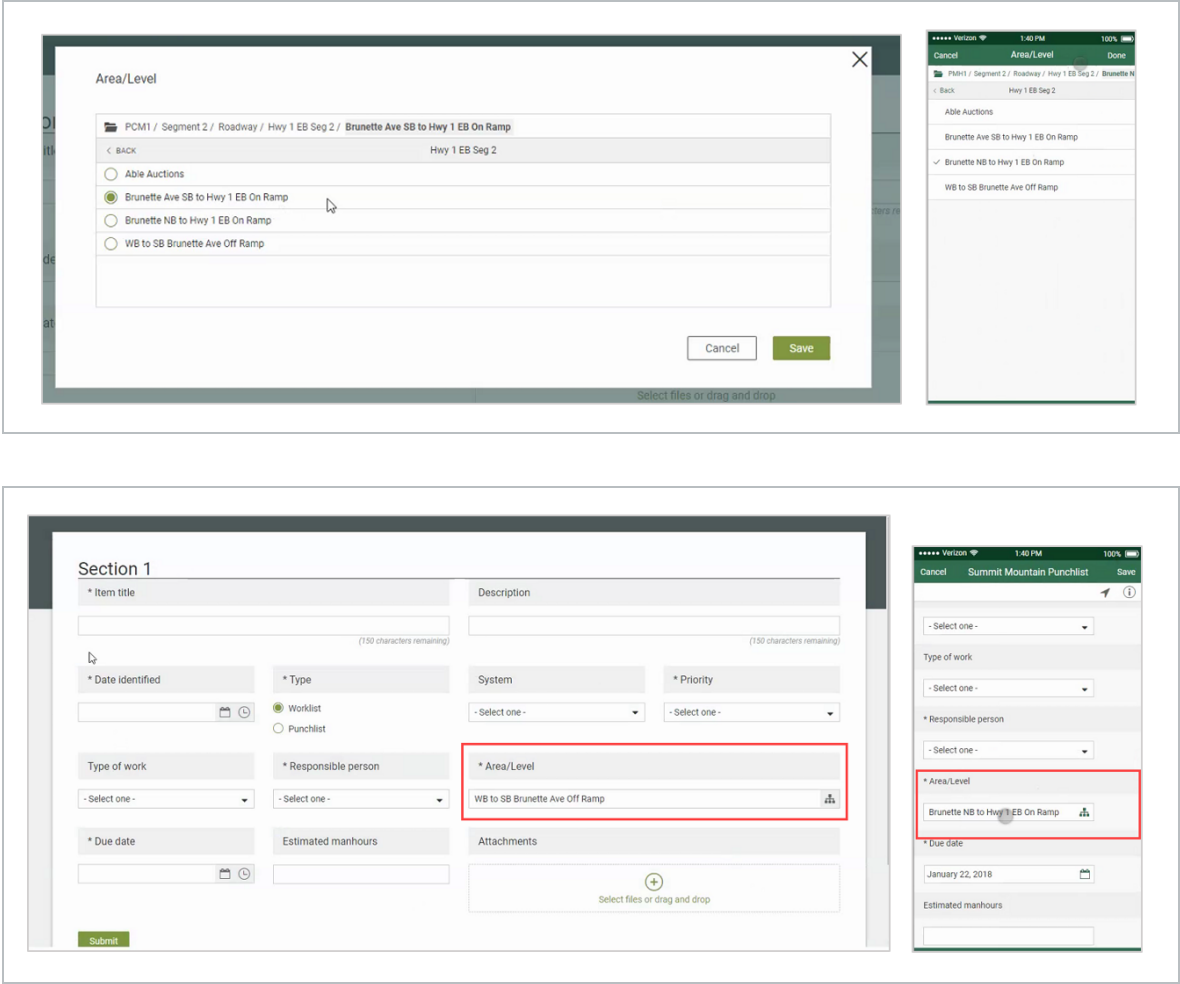 Area/Level
PCM1 / Segment 2 / Roadway / Hwy 1 EB Seg 2 / Brunette Ave SB to Hwy 1 EB On Ramp
< BACK
Hwy 1 EB Seg 2
Able Auctions
Brunette Ave SB to Hwy 1 EB On Ramp
Brunette NB to Hwy 1 EB On Ramp
WB to SB Brunette Ave Off Ramp
Cancel
Save
Select files or drag and drop
Verizon
1:40 PM
100%
Cancel
Area/Level
Done
PMH1 / Segment 2 / Roadway / Hwy 1 EB Seg 2 / Brunette N
< Back
Hwy 1 EB Seg 2
Able Auctions
Brunette Ave SB to Hwy 1 EB On Ramp
Brunette NB to Hwy 1 EB On Ramp
WB to SB Brunette Ave Off Ramp
Section 1
* Item title
Description
(150 characters remaining)
(150 characters remaining)
* Date identified
* Type
System
* Priority
Worklist
Punchlist
- Select one -
- Select one -
Type of work
* Responsible person
* Area/Level
- Select one -
- Select one -
WB to SB Brunette Ave Off Ramp
* Due date
Estimated manhours
Attachments
Select files or drag and drop
Submit
Verizon
1:40 PM
100%
Cancel
Summit Mountain Punchlist
Save
- Select one -
Type of work
- Select one -
* Responsible person
- Select one -
* Area/Level
Brunette NB to Hwy 1 EB On Ramp
* Due date
January 22, 2018
Estimated manhours